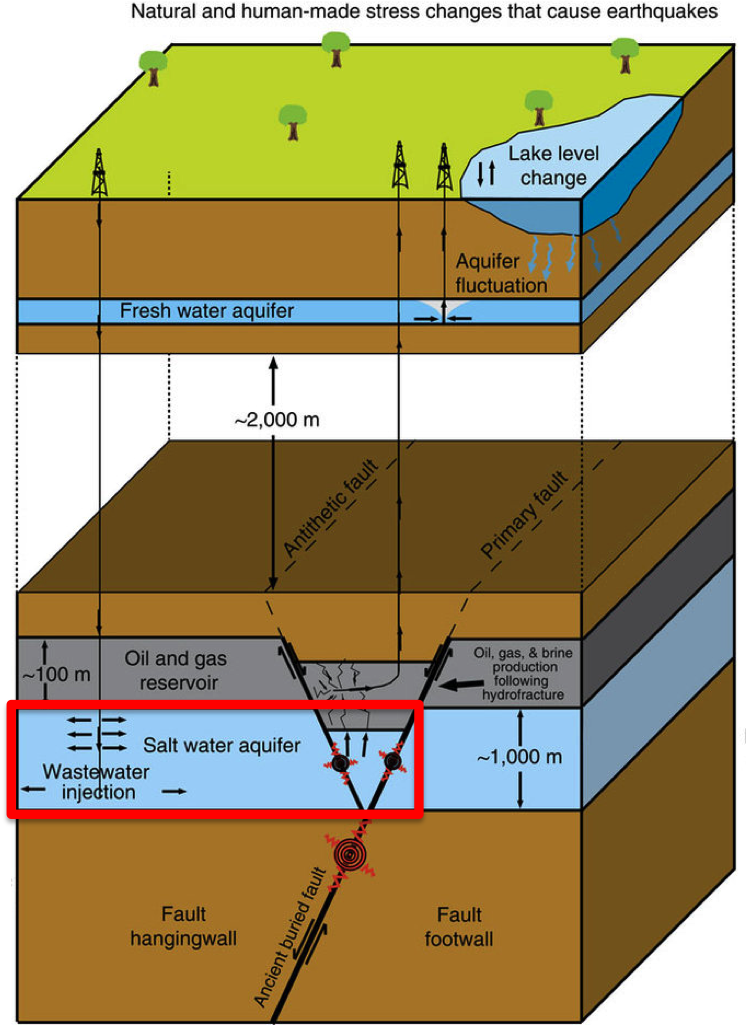 Natural and human-made stress changes that cause earthquakes
Lake level
change
Aquifer
fluctuation
Fresh water aquifer
~2,000 m
Antithetic fault
Primary fault
~100 m
Oil and gas
reservoir
Oil, gas, & brine
production
following
hydrofracture
Salt water aquifer
Wastewater
injection
~1,000 m
Ancient buried fault
Fault
hangingwall
Fault
footwall